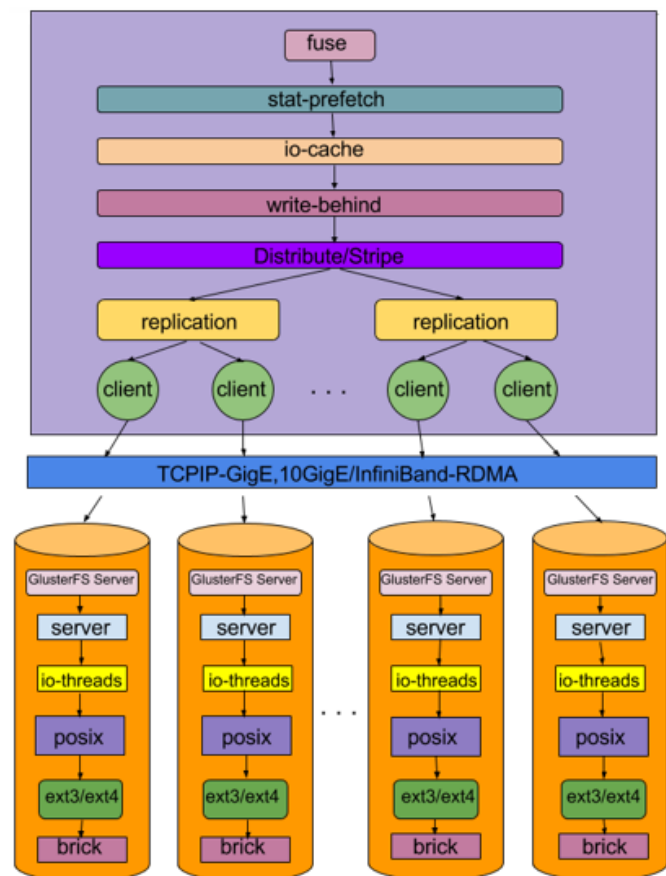 fuse
stat-prefetch
io-cache
write-behind
Distribute/Stripe
replication replication
client client . . . client client
TCPIP-GigE,10GigE/InfiniBand-RDMA
GlusterFS Server GlusterFS Server GlusterFS Server GlusterFS Server
server server server server
io-threads io-threads io-threads io-threads
posix posix . . . posix posix
ext3/ext4 ext3/ext4 ext3/ext4 ext3/ext4
brick brick brick brick